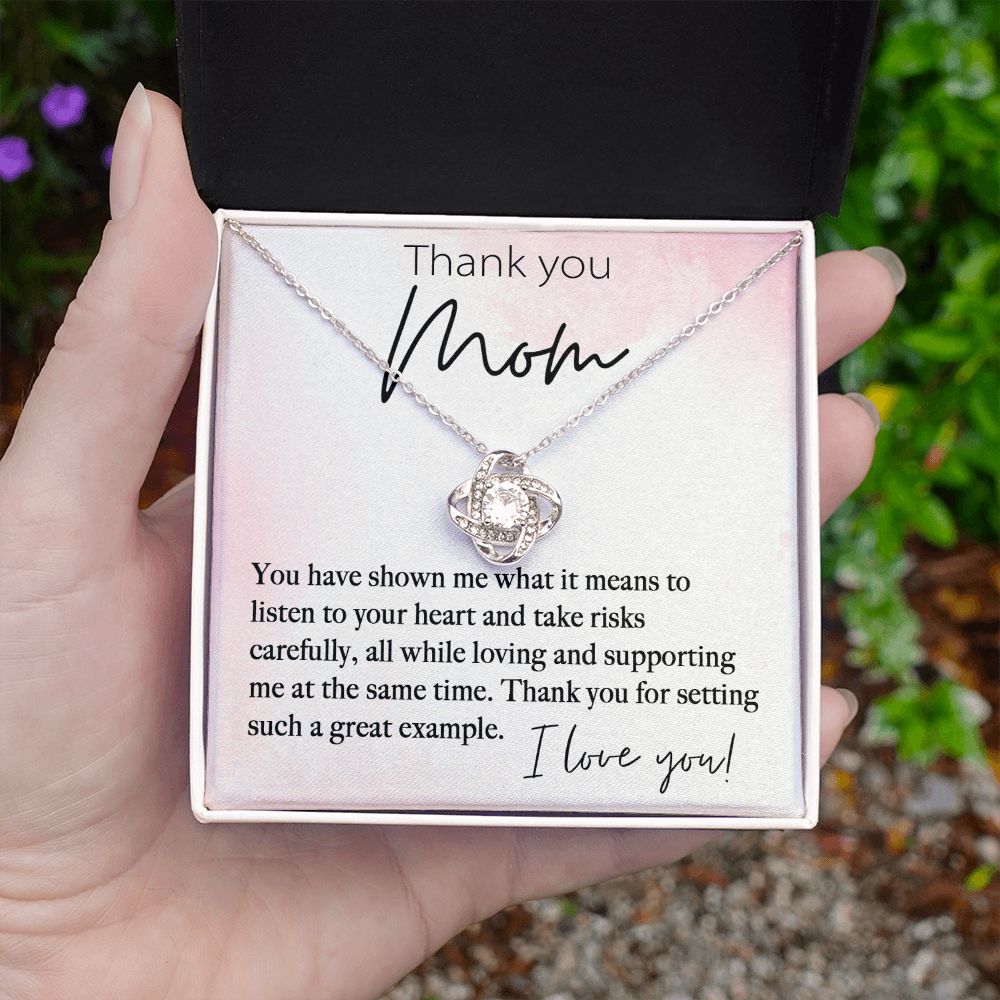 Thank you
Mom
You have shown me what it means to
listen to your heart and take risks
carefully, all while loving and supporting
me at the same time. Thank you for setting
such a great example.
I love you!